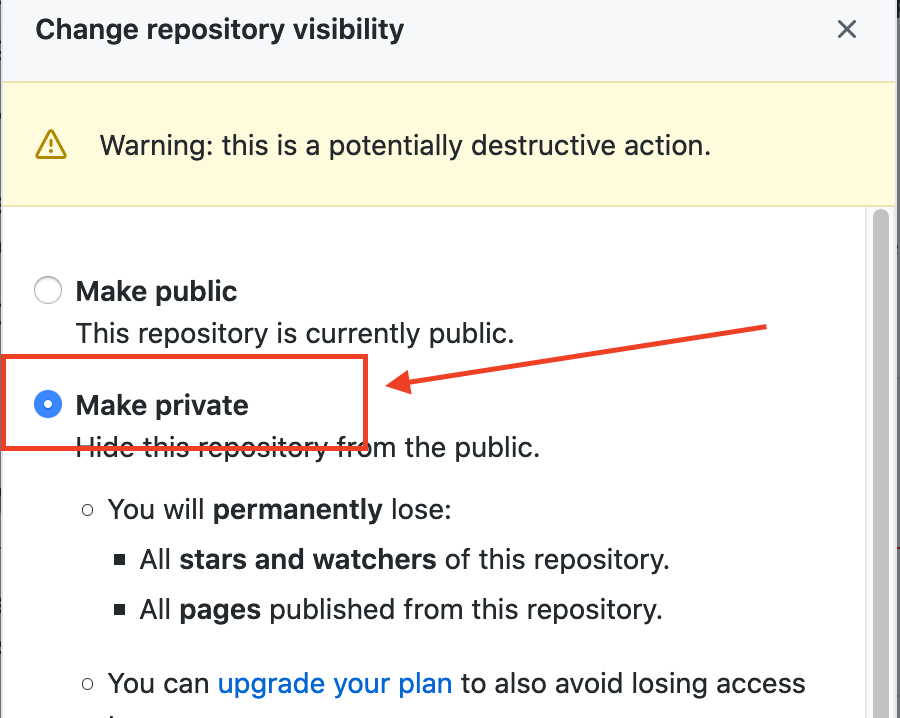 Change repository visibility
Warning: this is a potentially destructive action.
Make public
This repository is currently public.
Make private
Hide this repository from the public.
You will permanently lose:
All stars and watchers of this repository.
All pages published from this repository.
You can upgrade your plan to also avoid losing access